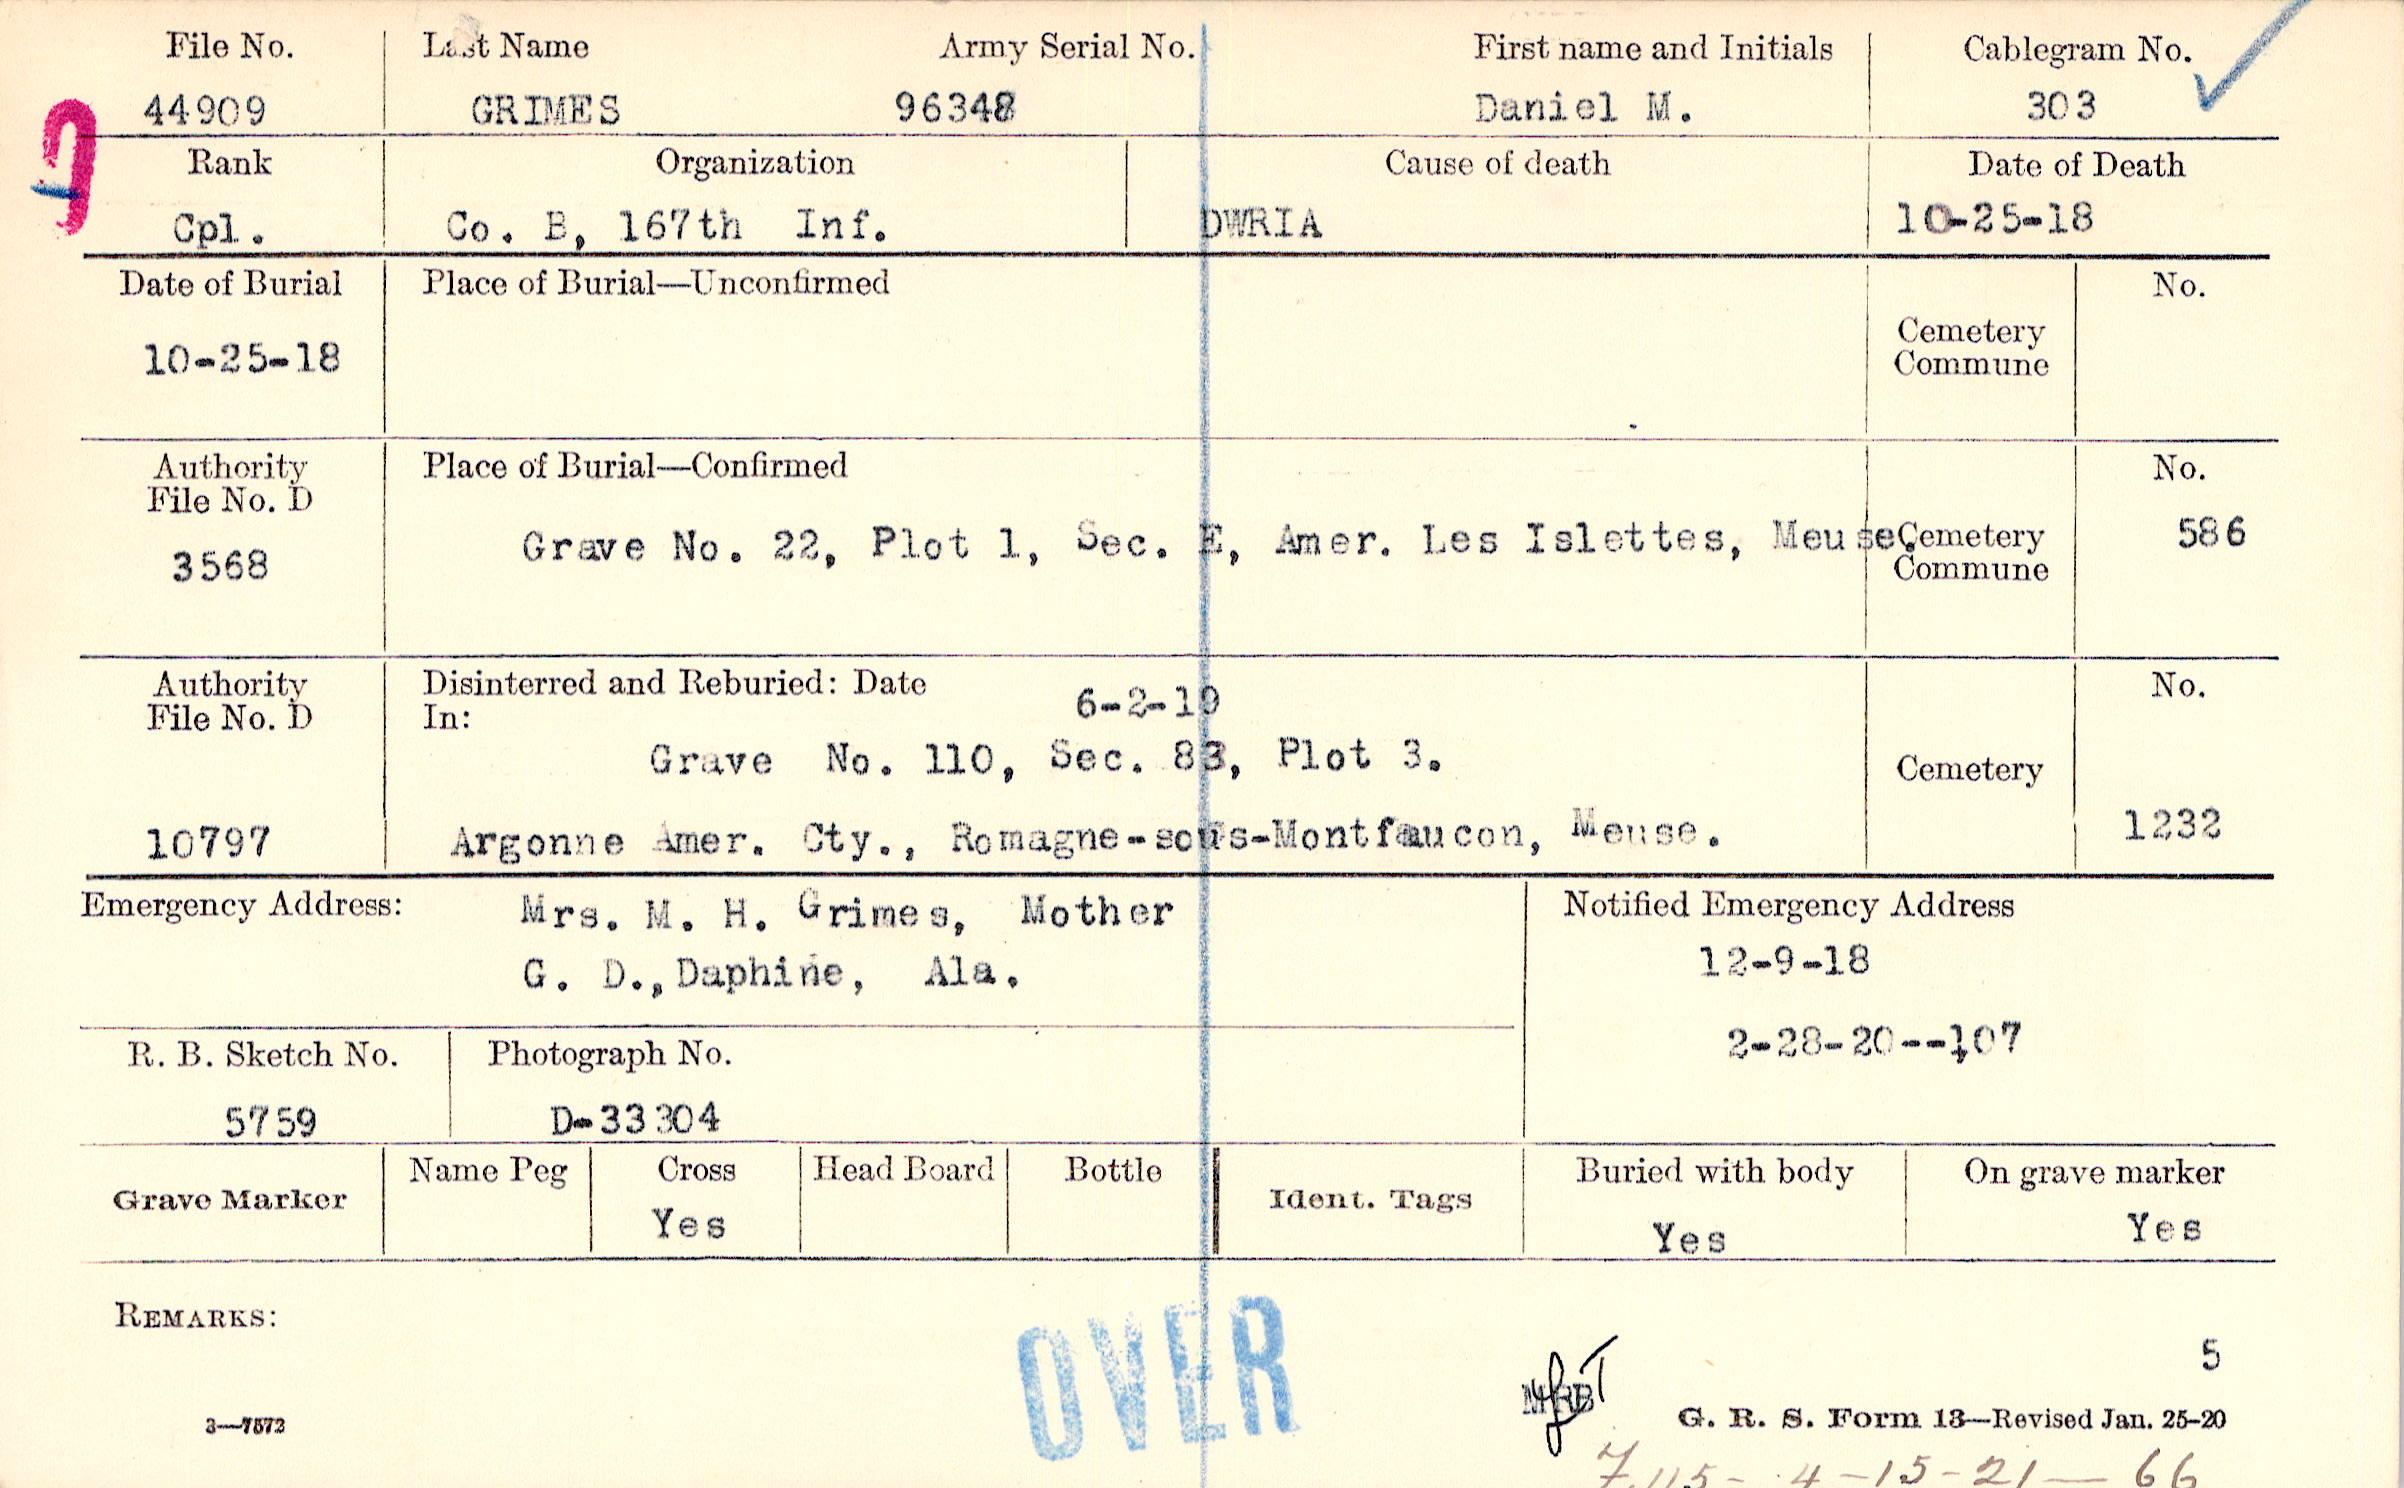 File No. Last Name Army Serial No. First name and Initials Cablegram No.
44909 GRIMES 96348 Daniel M. 303
Rank Organization Cause of death Date of Death
Cpl. Co. B, 167th Inf. DWRIA 10-25-18
Date of Burial Place of Burial—Unconfirmed No.
Cemetery
Commune
10-25-18
Authority Place of Burial—Confirmed No.
File No. D
Grave No. 22, Plot 1, Sec. E, Amer. Les Islettes, Meuse. Cemetery 586
3568 Commune
Authority Disinterred and Reburied: Date 6-2-19 No.
File No. D In:
Grave No. 110, Sec. 83, Plot 3. Cemetery
10797 Argonne Amer. Cty., Romagne-sous-Montfaucon, Meuse. 1232
Emergency Address: Mrs. M. H. Grimes, Mother Notified Emergency Address
G. D., Daphine, Ala. 12-9-18
2-28-20--107
R. B. Sketch No. Photograph No.
5759 D-33304
Grave Marker Name Peg Cross Head Board Bottle Ident. Tags Buried with body On grave marker
Yes Yes Yes
REMARKS:
OVER
5
3—7572 G. R. S. Form 13—Revised Jan. 25-20
4-15-21—66